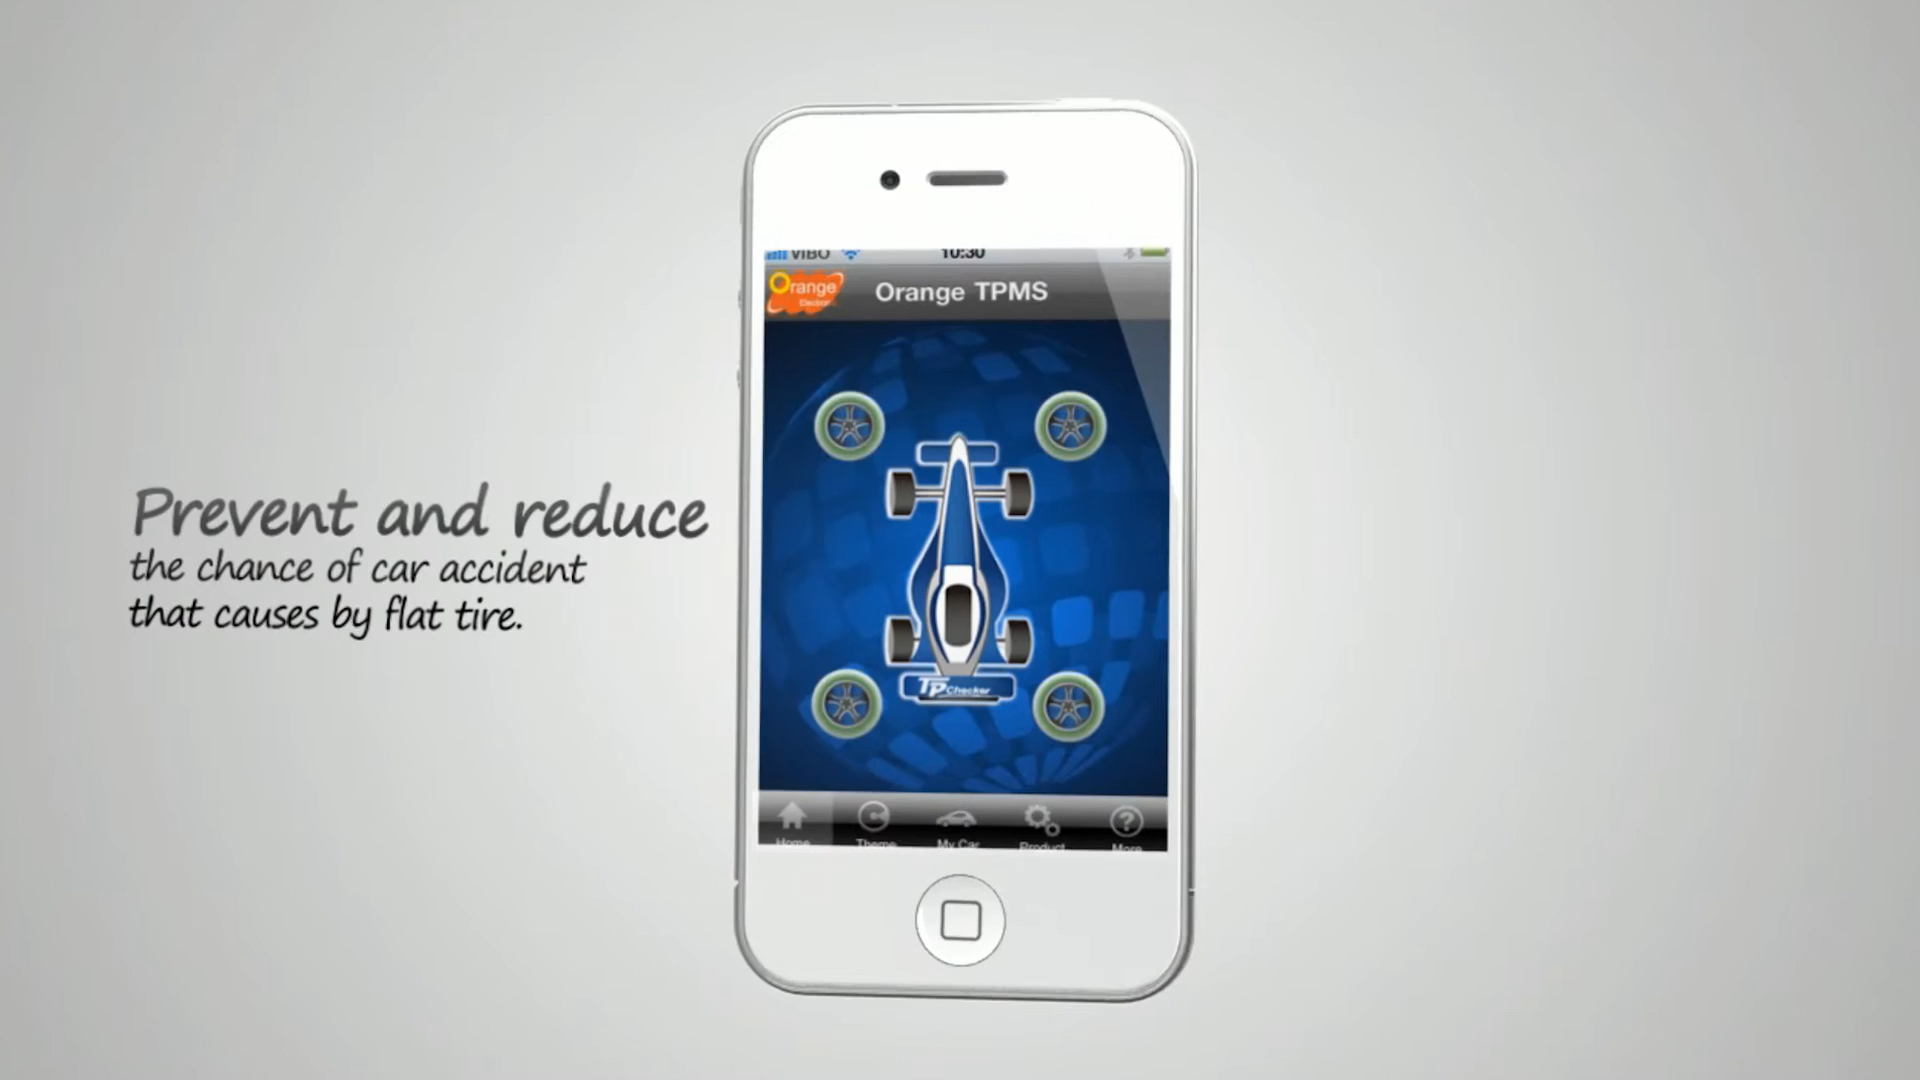 VIBO 10:30
Orange
Electronic
Orange TPMS
Prevent and reduce
the chance of car accident
that causes by flat tire.
TP Checker
Home Theme My Car Product More